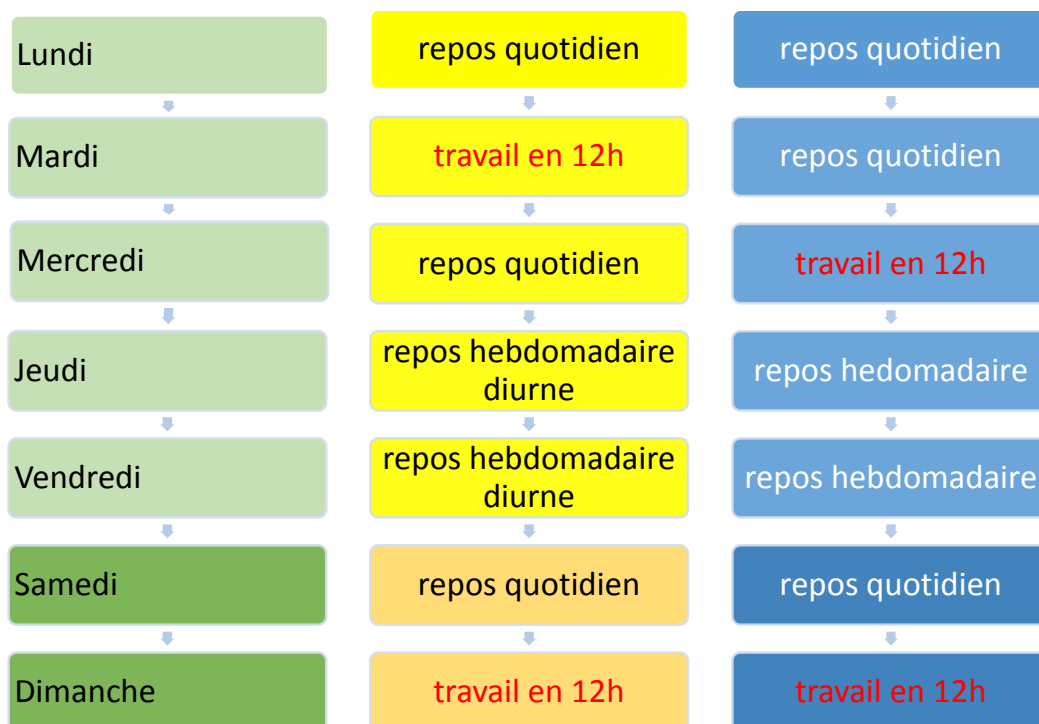 Lundi
repos quotidien
repos quotidien
Mardi
travail en 12h
repos quotidien
Mercredi
repos quotidien
travail en 12h
Jeudi
repos hebdomadaire
diurne
repos hedomadaire
Vendredi
repos hebdomadaire
diurne
repos hebdomadaire
Samedi
repos quotidien
repos quotidien
Dimanche
travail en 12h
travail en 12h